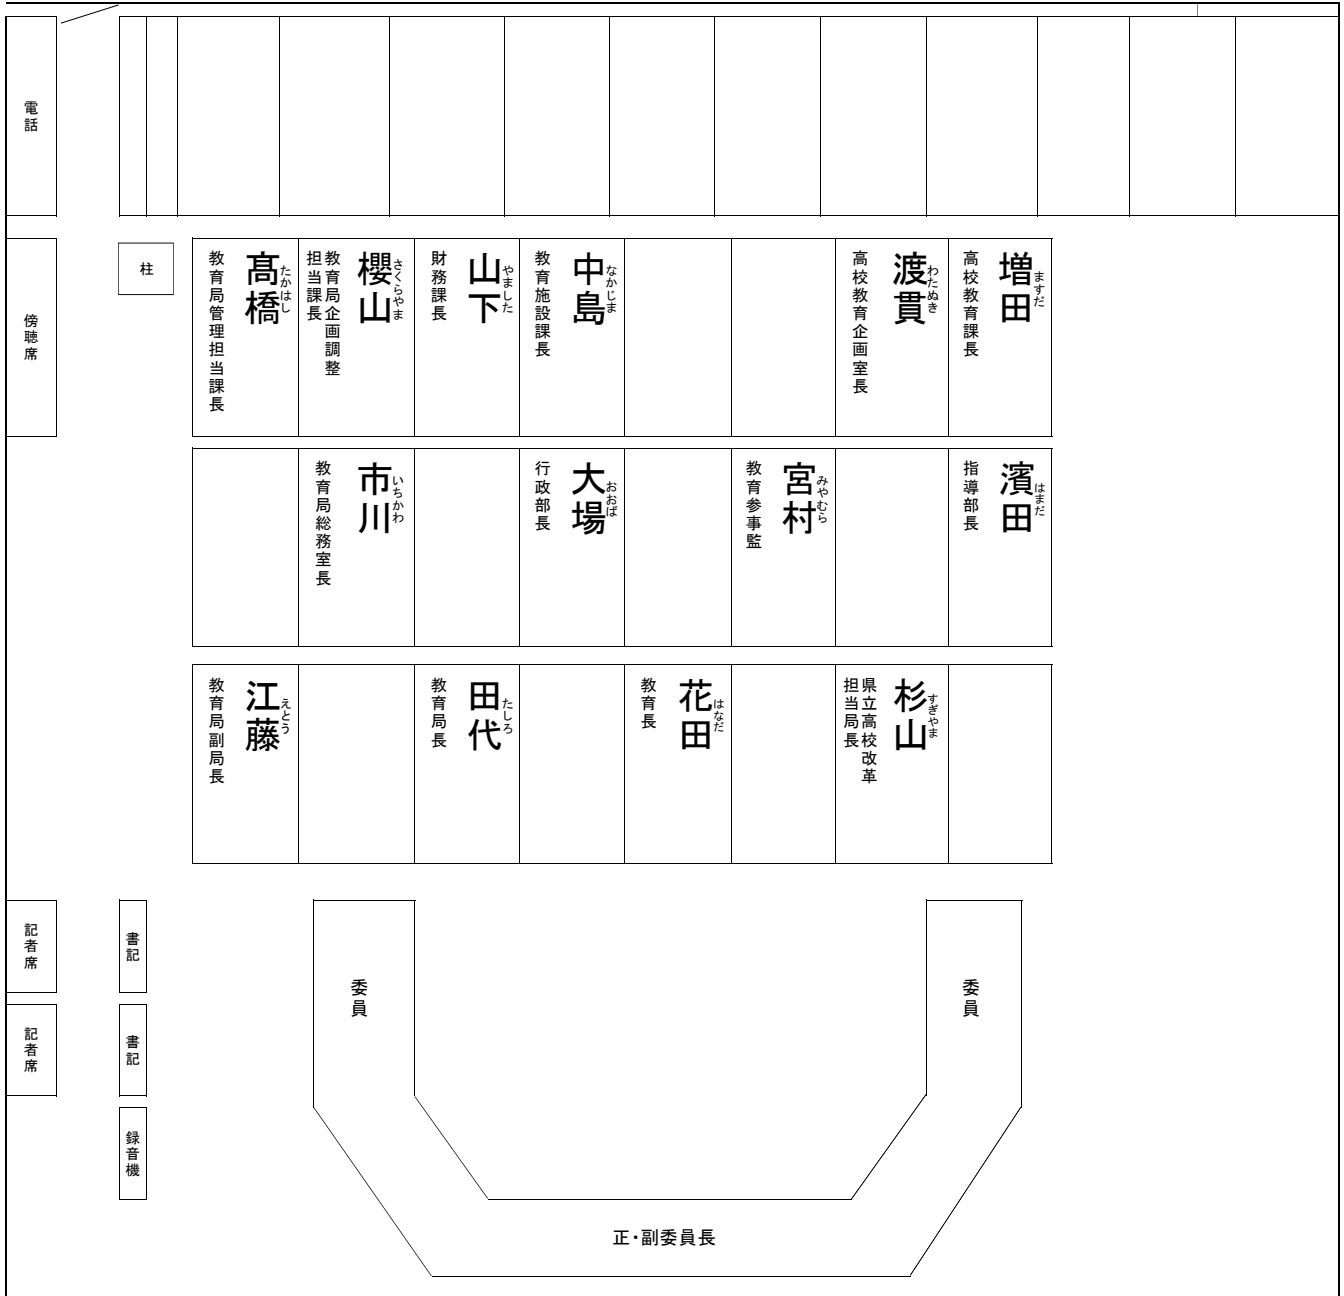 電話
柱
傍聴席
教育局管理担当課長
髙橋
たかはし
教育局企画調整
担当課長
櫻山
さくらやま
財務課長
山下
やました
教育施設課長
中島
なかじま
高校教育企画室長
渡貫
わたぬき
高校教育課長
増田
ますだ
教育局総務室長
市川
いちかわ
行政部長
大場
おおば
教育参事監
宮村
みやむら
指導部長
濱田
はまだ
教育局副局長
江藤
えとう
教育局長
田代
たしろ
教育長
花田
はなだ
県立高校改革
担当局長
杉山
すぎやま
記者席
書記
委員
委員
記者席
書記
録音機
正・副委員長